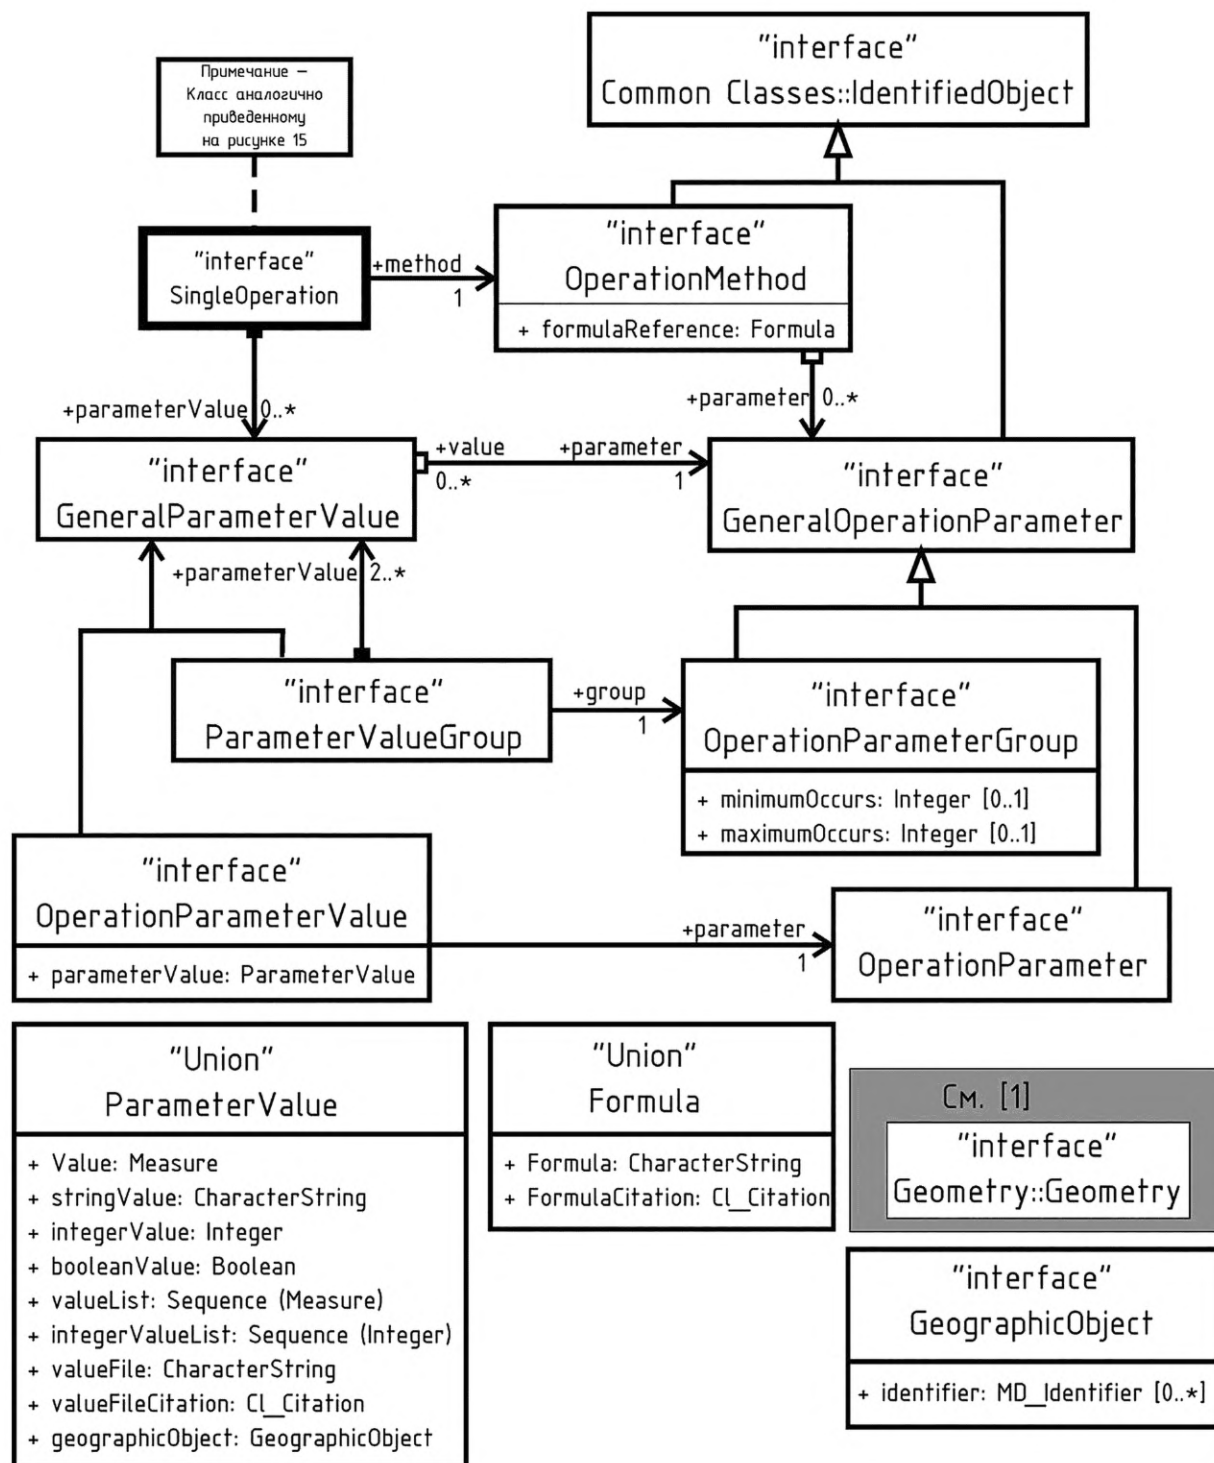 "interface"
Common Classes::IdentifiedObject
Примечание –
Класс аналогично
приведенному
на рисунке 15
"interface"
SingleOperation
+method
1
"interface"
OperationMethod
+ formulaReference: Formula
+parameterValue 0..*
+parameter 0..*
"interface"
GeneralParameterValue
+value
0..*
+parameter
1
"interface"
GeneralOperationParameter
+parameterValue 2..*
"interface"
ParameterValueGroup
+group
1
"interface"
OperationParameterGroup
+ minimumOccurs: Integer [0..1]
+ maximumOccurs: Integer [0..1]
"interface"
OperationParameterValue
+ parameterValue: ParameterValue
+parameter
1
"interface"
OperationParameter
"Union"
ParameterValue
+ Value: Measure
+ stringValue: CharacterString
+ integerValue: Integer
+ booleanValue: Boolean
+ valueList: Sequence (Measure)
+ integerValueList: Sequence (Integer)
+ valueFile: CharacterString
+ valueFileCitation: Cl_Citation
+ geographicObject: GeographicObject
"Union"
Formula
+ Formula: CharacterString
+ FormulaCitation: Cl_Citation
См. [1]
"interface"
Geometry::Geometry
"interface"
GeographicObject
+ identifier: MD_Identifier [0..*]